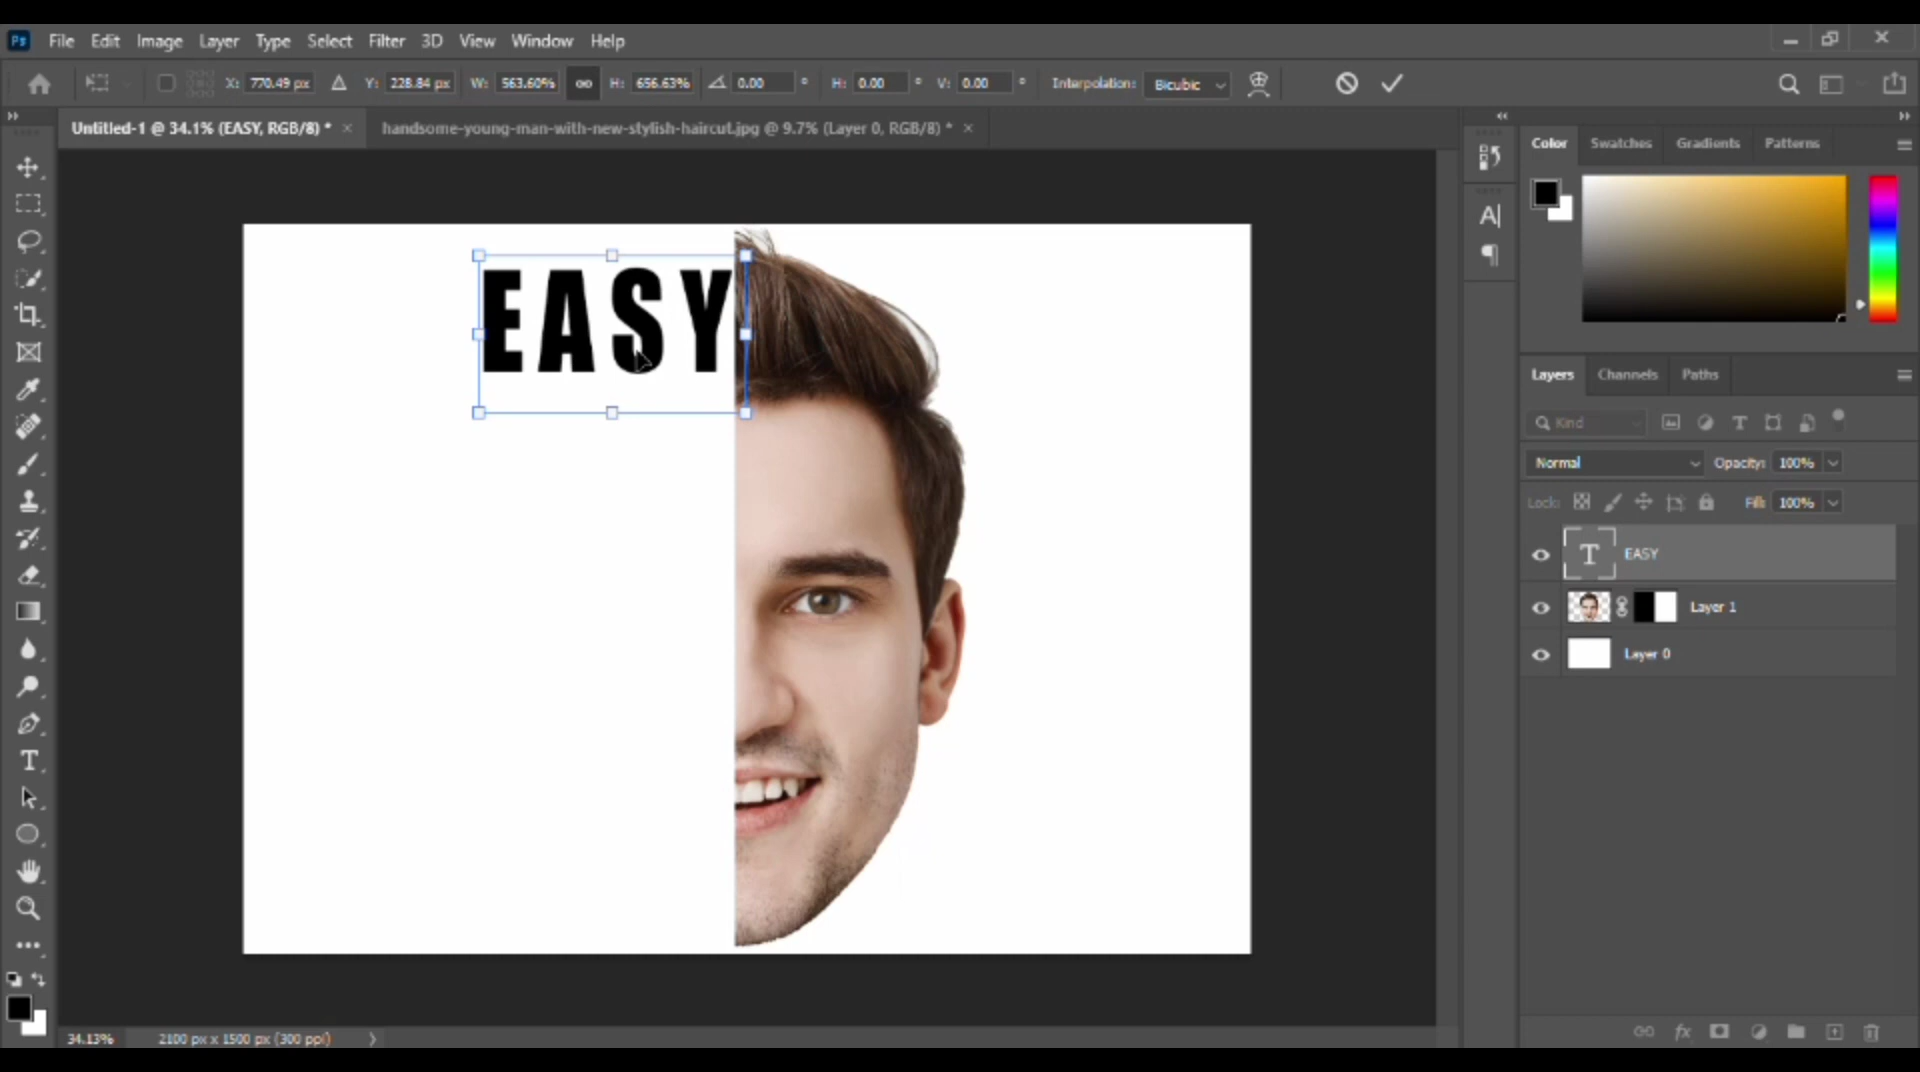 Ps File Edit Image Layer Type Select Filter 3D View Window Help
X: 770.49 px Y: 228.84 px W: 563.60% H: 656.63% 0.00 ° H: 0.00 ° V: 0.00 ° Interpolation: Bicubic
Untitled-1 @ 34.1% (EASY, RGB/8) * × handsome-young-man-with-new-stylish-haircut.jpg @ 9.7% (Layer 0, RGB/8) * ×
Color Swatches Gradients Patterns
EASY
Layers Channels Paths
Kind
Normal Opacity: 100%
Lock: Fill: 100%
T EASY
Layer 1
Layer 0
34.13% 2100 px x 1500 px (300 ppi)